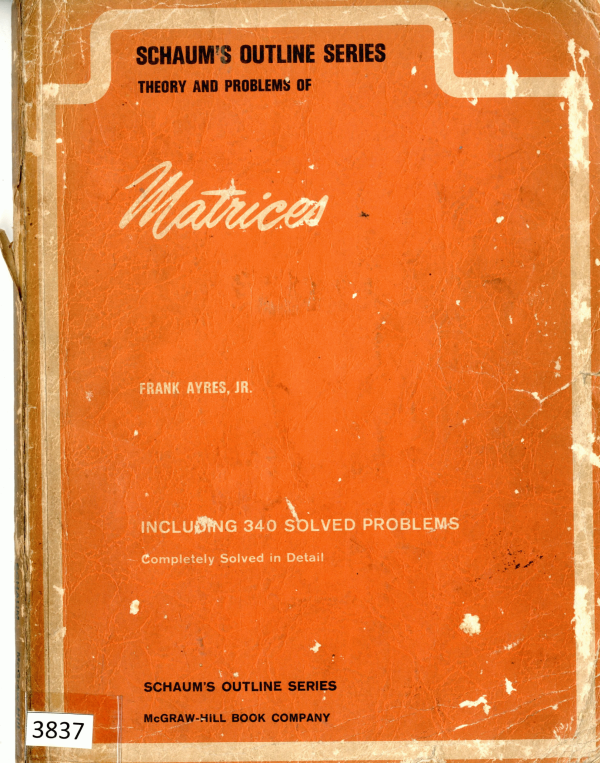 SCHAUM'S OUTLINE SERIES
THEORY AND PROBLEMS OF
Matrices
FRANK AYRES, JR.
INCLUDING 340 SOLVED PROBLEMS
Completely Solved in Detail
SCHAUM'S OUTLINE SERIES
McGRAW-HILL BOOK COMPANY
3837